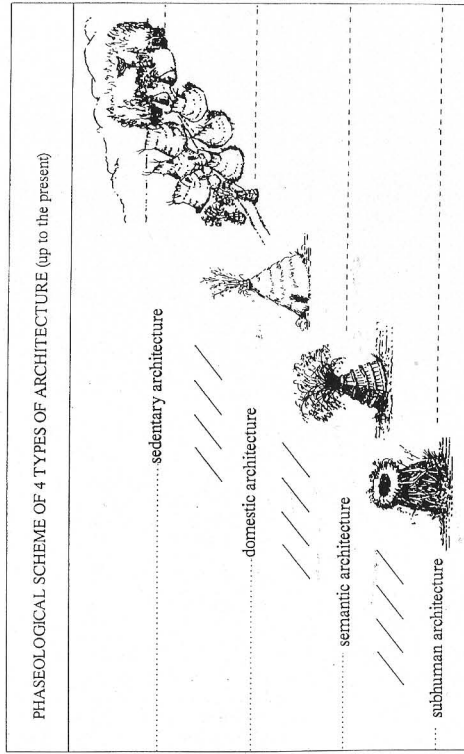 PHASEOLOGICAL SCHEME OF 4 TYPES OF ARCHITECTURE (up to the present)
sedentary architecture
domestic architecture
semantic architecture
subhuman architecture